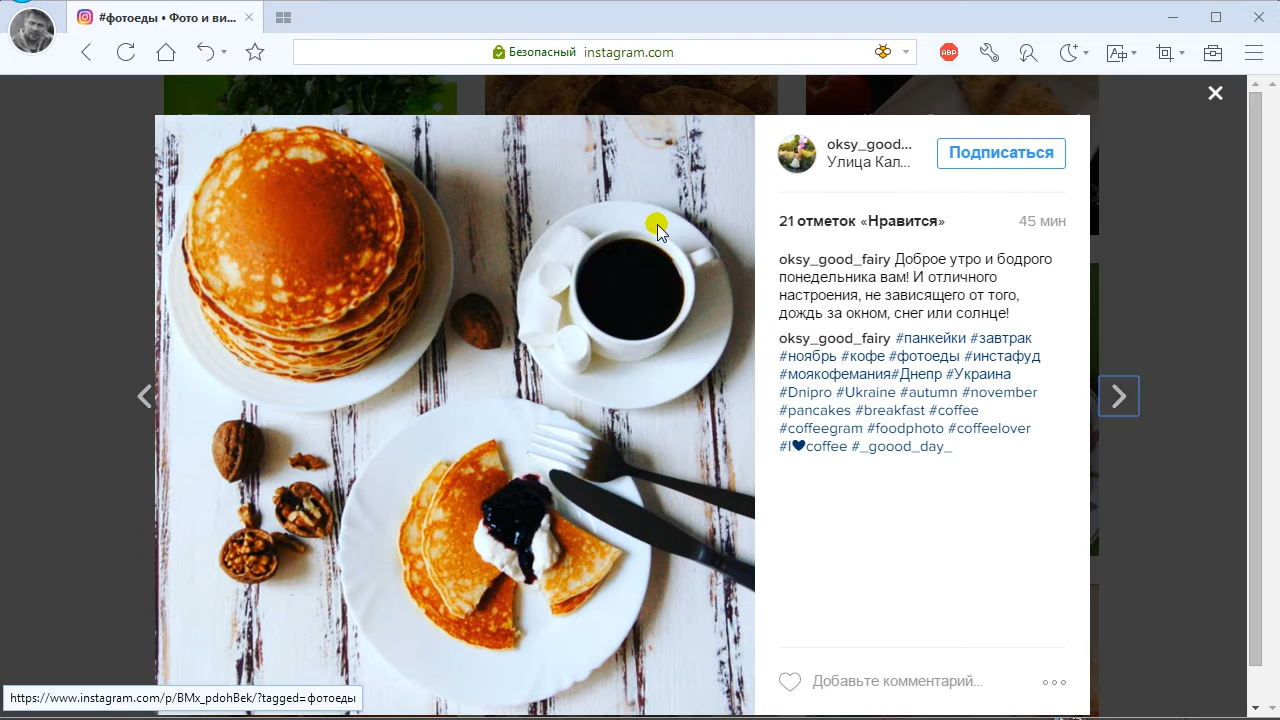 #фотоеды • Фото и ви...
Безопасный instagram.com
ABP
oksy_good...
Улица Кал...
Подписаться
21 отметок «Нравится»
45 мин
oksy_good_fairy Доброе утро и бодрого
понедельника вам! И отличного
настроения, не зависящего от того,
дождь за окном, снег или солнце!
oksy_good_fairy #панкейки #завтрак
#ноябрь #кофе #фотоеды #инстафуд
#моякофемания#Днепр #Украина
#Dnipro #Ukraine #autumn #november
#pancakes #breakfast #coffee
#coffeegram #foodphoto #coffeelover
#I❤coffee #_goood_day_
Добавьте комментарий...
https://www.instagram.com/p/BMx_pdohBek/?tagged=фотоеды